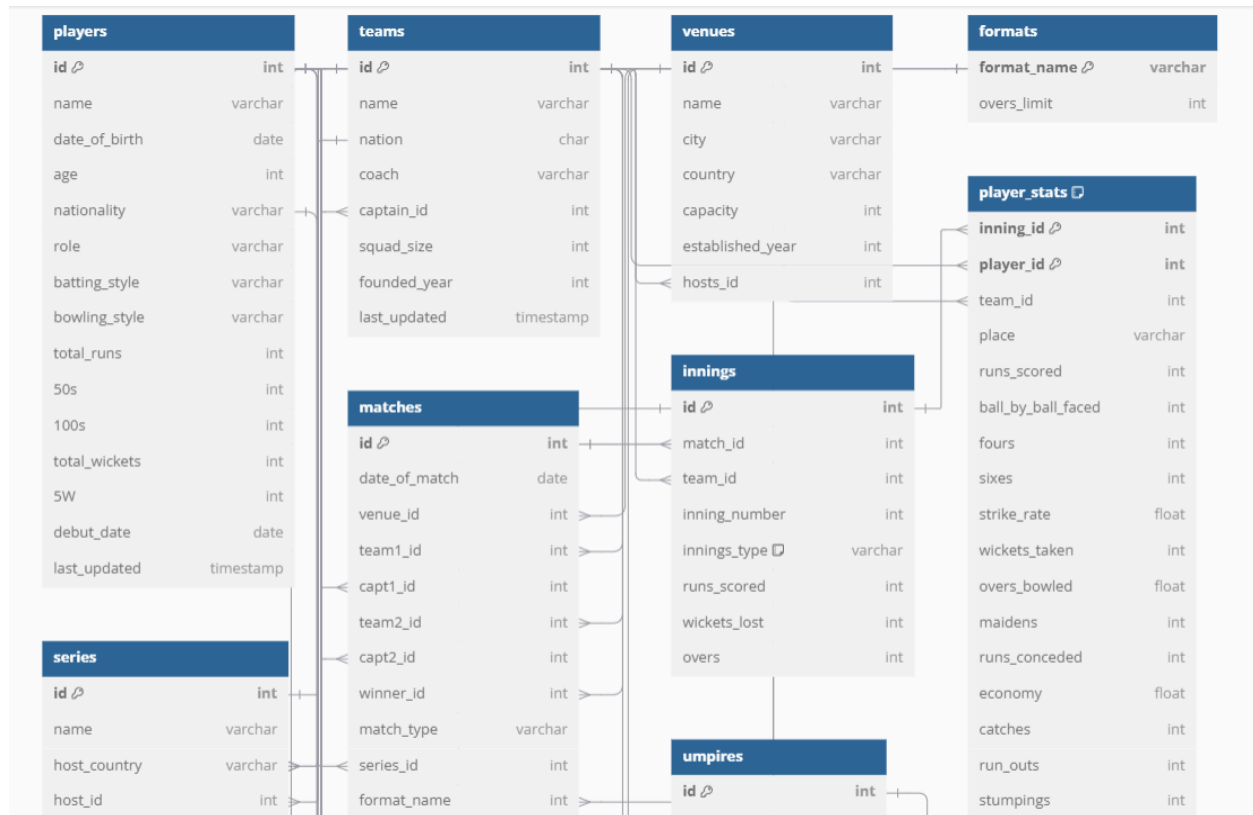 players
id int
name varchar
date_of_birth date
age int
nationality varchar
role varchar
batting_style varchar
bowling_style varchar
total_runs int
50s int
100s int
total_wickets int
5W int
debut_date date
last_updated timestamp
series
id int
name varchar
host_country varchar
host_id int
teams
id int
name varchar
nation char
coach varchar
captain_id int
squad_size int
founded_year int
last_updated timestamp
matches
id int
date_of_match date
venue_id int
team1_id int
capt1_id int
team2_id int
capt2_id int
winner_id int
match_type varchar
series_id int
format_name int
venues
id int
name varchar
city varchar
country varchar
capacity int
established_year int
hosts_id int
innings
id int
match_id int
team_id int
inning_number int
innings_type varchar
runs_scored int
wickets_lost int
overs int
umpires
id int
formats
format_name varchar
overs_limit int
player_stats
inning_id int
player_id int
team_id int
place varchar
runs_scored int
ball_by_ball_faced int
fours int
sixes int
strike_rate float
wickets_taken int
overs_bowled float
maidens int
runs_conceded int
economy float
catches int
run_outs int
stumpings int